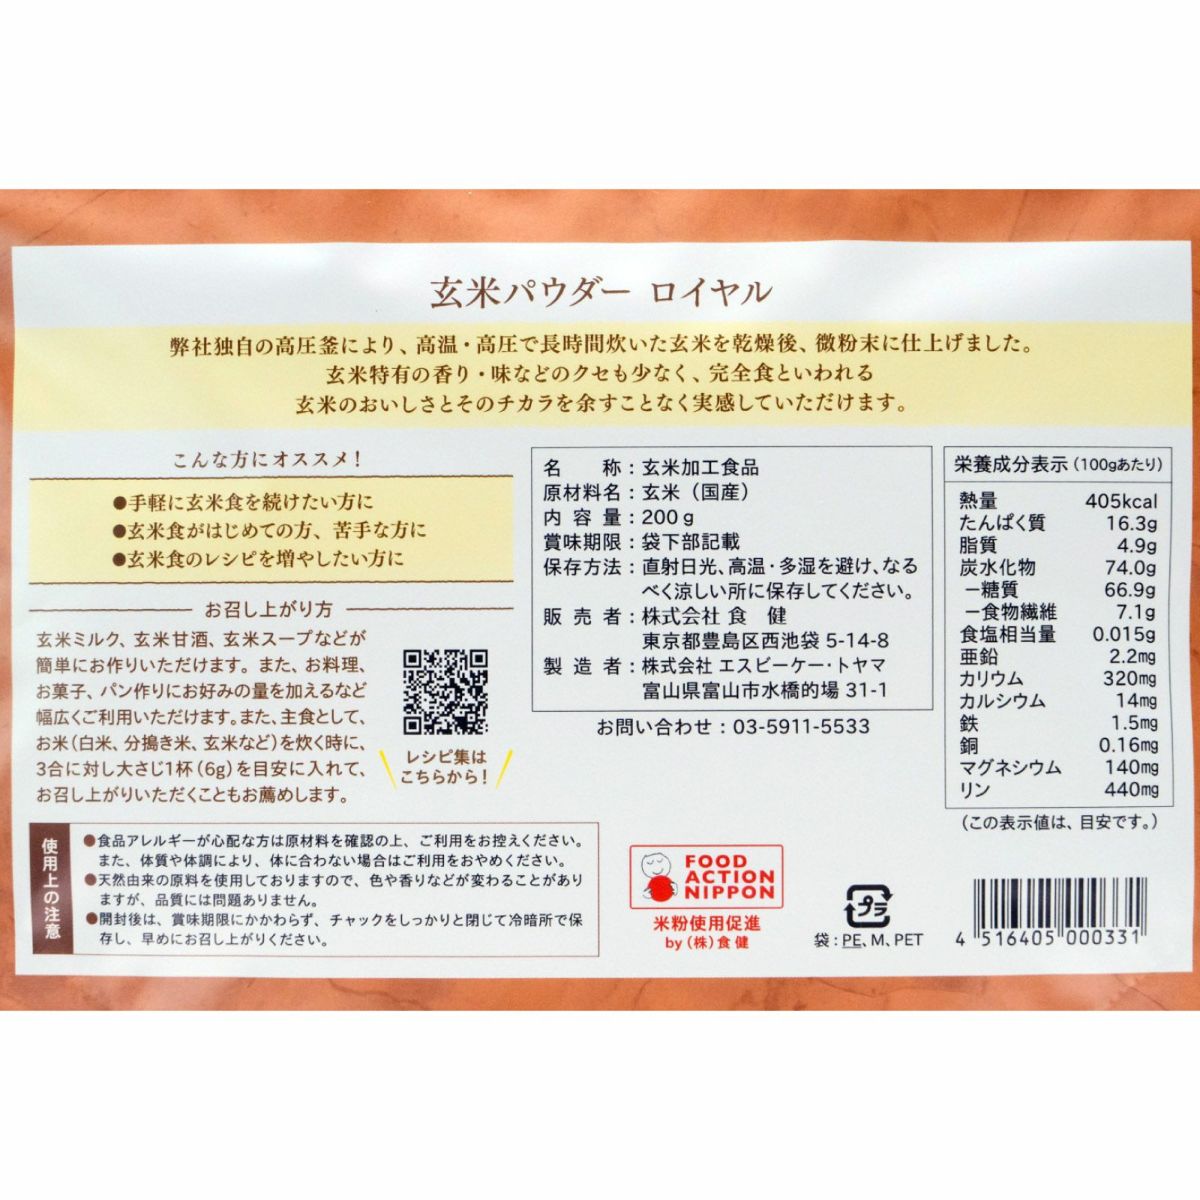 玄米パウダー ロイヤル
弊社独自の高圧釜により、高温・高圧で長時間炊いた玄米を乾燥後、微粉末に仕上げました。
玄米特有の香り・味などのクセも少なく、完全食といわれる
玄米のおいしさとそのチカラを余すことなく実感していただけます。
こんな方にオススメ！
●手軽に玄米食を続けたい方に
●玄米食がはじめての方、苦手な方に
●玄米食のレシピを増やしたい方に
お召し上がり方
玄米ミルク、玄米甘酒、玄米スープなどが
簡単にお作りいただけます。また、お料理、
お菓子、パン作りにお好みの量を加えるなど
幅広くご利用いただけます。また、主食として、
お米（白米、分搗き米、玄米など）を炊く時に、
3合に対し大さじ1杯（6g）を目安に入れて、
お召し上がりいただくこともお薦めします。
レシピ集は
こちらから！
名　　称：玄米加工食品
原材料名：玄米（国産）
内 容 量：200ｇ
賞味期限：袋下部記載
保存方法：直射日光、高温・多湿を避け、なる
べく涼しい所に保存してください。
販 売 者：株式会社 食　健
東京都豊島区西池袋 5-14-8
製 造 者：株式会社 エスビーケー・トヤマ
富山県富山市水橋的場 31-1
お問い合わせ：03-5911-5533
栄養成分表示（100gあたり）
熱量 405kcal
たんぱく質 16.3g
脂質 4.9g
炭水化物 74.0g
－糖質 66.9g
－食物繊維 7.1g
食塩相当量 0.015g
亜鉛 2.2mg
カリウム 320mg
カルシウム 14mg
鉄 1.5mg
銅 0.16mg
マグネシウム 140mg
リン 440mg
（この表示値は、目安です。）
使用上の注意
●食品アレルギーが心配な方は原材料を確認の上、ご利用をお控えください。
また、体質や体調により、体に合わない場合はご利用をおやめください。
●天然由来の原料を使用しておりますので、色や香りなどが変わることがあり
ますが、品質には問題ありません。
●開封後は、賞味期限にかかわらず、チャックをしっかりと閉じて冷暗所で保
存し、早めにお召し上がりください。
FOOD
ACTION
NIPPON
米粉使用促進
by（株）食 健
プラ
袋：PE、M、PET
4 516405 000331